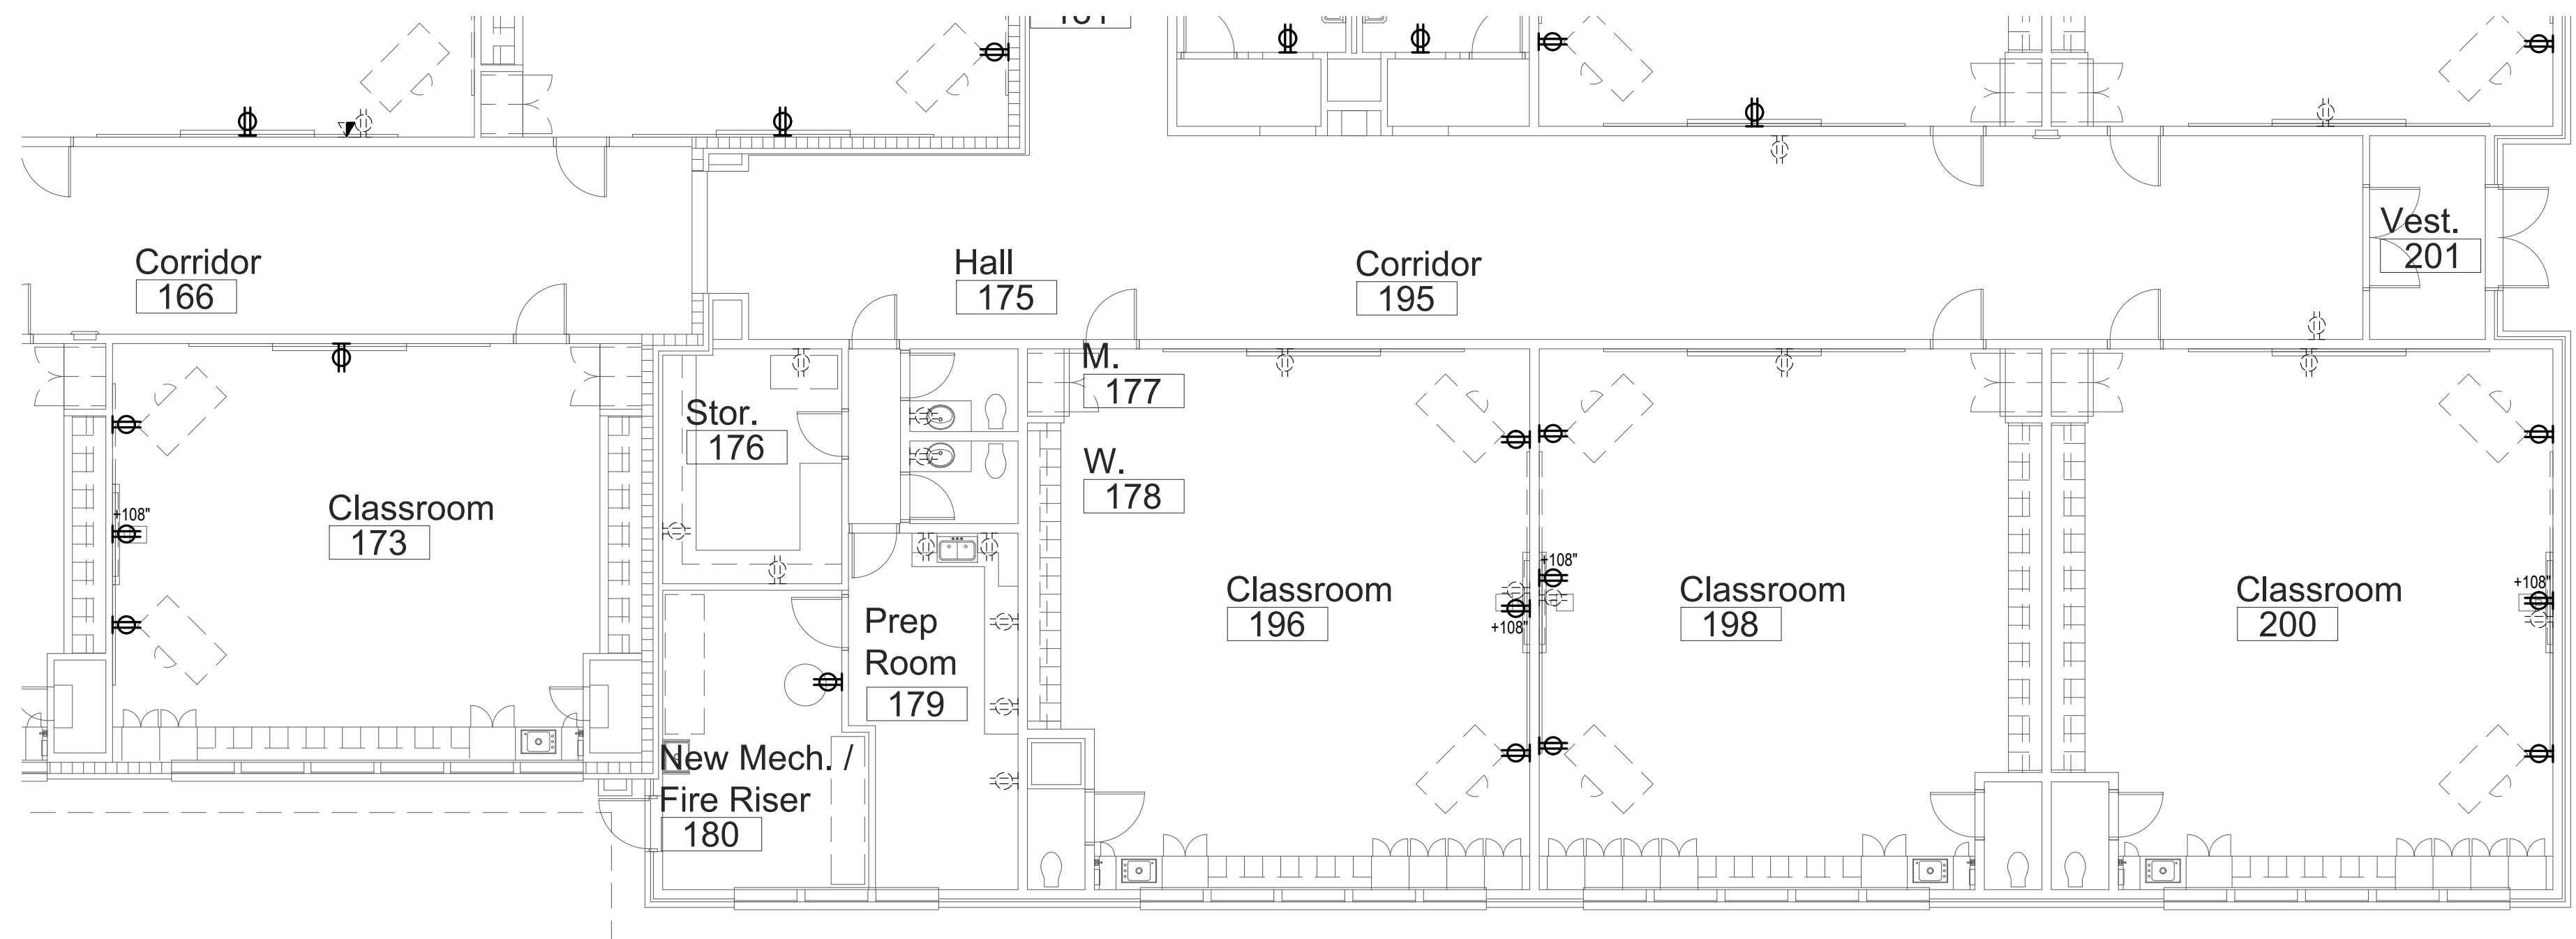 Corridor
166
Hall
175
Corridor
195
Vest.
201
M.
177
Stor.
176
W.
178
+108"
Classroom
173
+108"
+108"
Classroom
196
+108"
Classroom
198
Classroom
200
Prep
Room
179
New Mech. /
Fire Riser
180